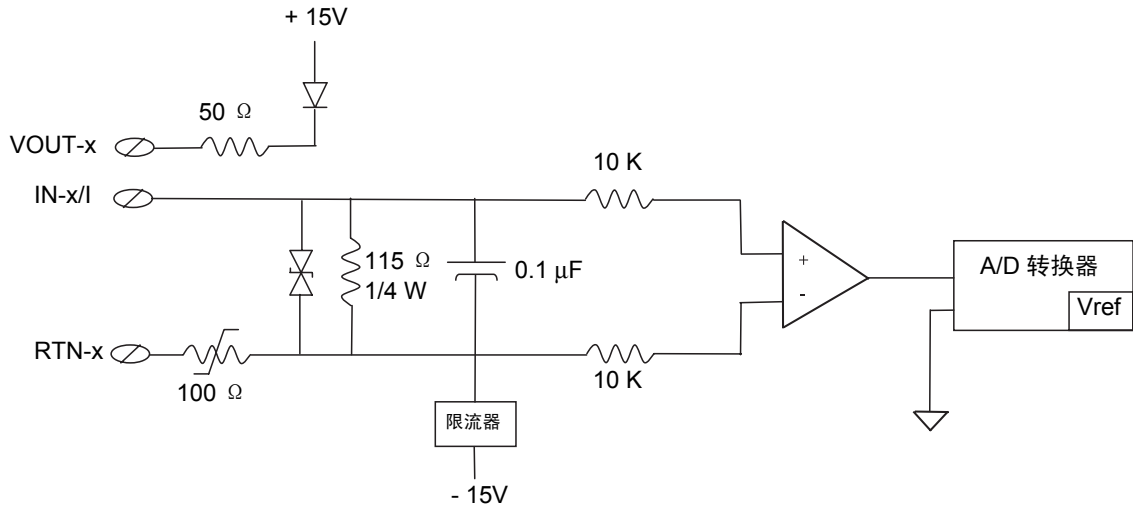 + 15V
50 Ω
VOUT-x
10 K
IN-x/I
115 Ω
1/4 W
0.1 μF
+
-
A/D 转换器
Vref
RTN-x
100 Ω
10 K
限流器
- 15V